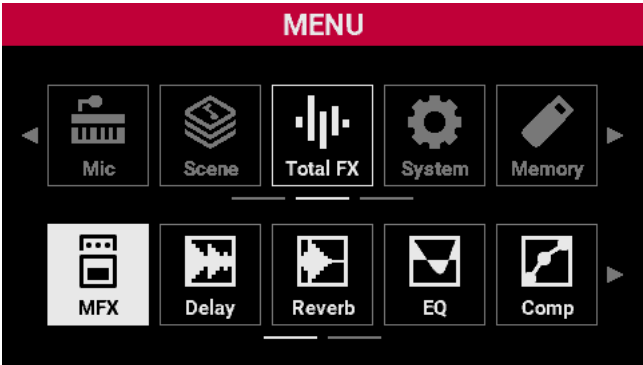 MENU
Mic Scene Total FX System Memory
MFX Delay Reverb EQ Comp